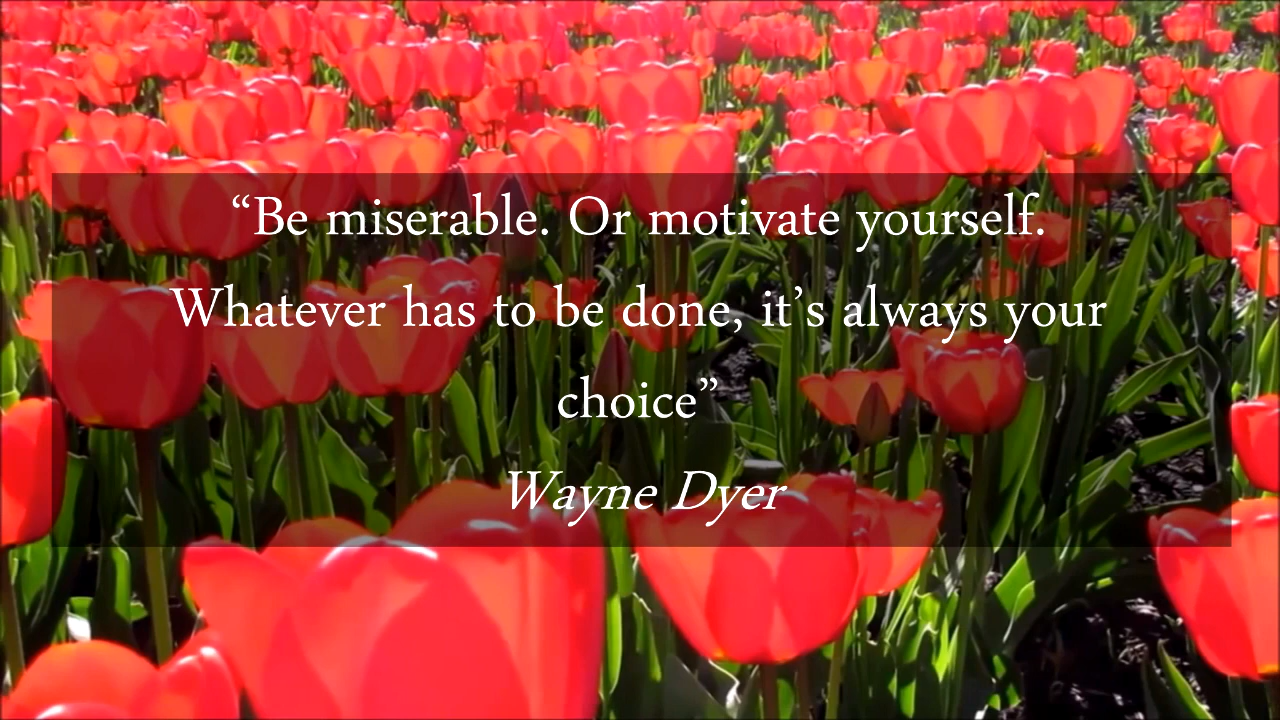 “Be miserable. Or motivate yourself.
Whatever has to be done, it’s always your
choice”
Wayne Dyer